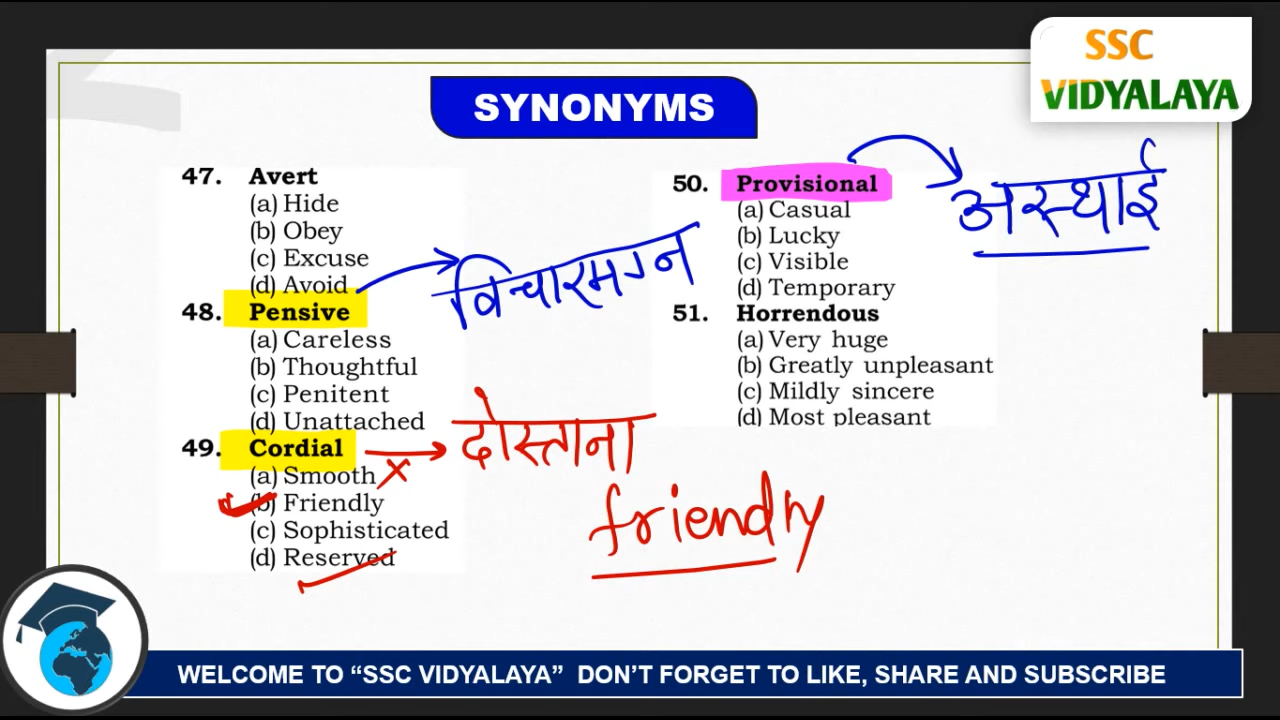 SSC
VIDYALAYA
SYNONYMS
47. Avert
(a) Hide
(b) Obey
(c) Excuse
(d) Avoid
48. Pensive
विचारमग्न
(a) Careless
(b) Thoughtful
(c) Penitent
(d) Unattached
49. Cordial
दोस्ताना
friendly
(a) Smooth
(b) Friendly
(c) Sophisticated
(d) Reserved
50. Provisional
अस्थाई
(a) Casual
(b) Lucky
(c) Visible
(d) Temporary
51. Horrendous
(a) Very huge
(b) Greatly unpleasant
(c) Mildly sincere
(d) Most pleasant
WELCOME TO “SSC VIDYALAYA” DON’T FORGET TO LIKE, SHARE AND SUBSCRIBE